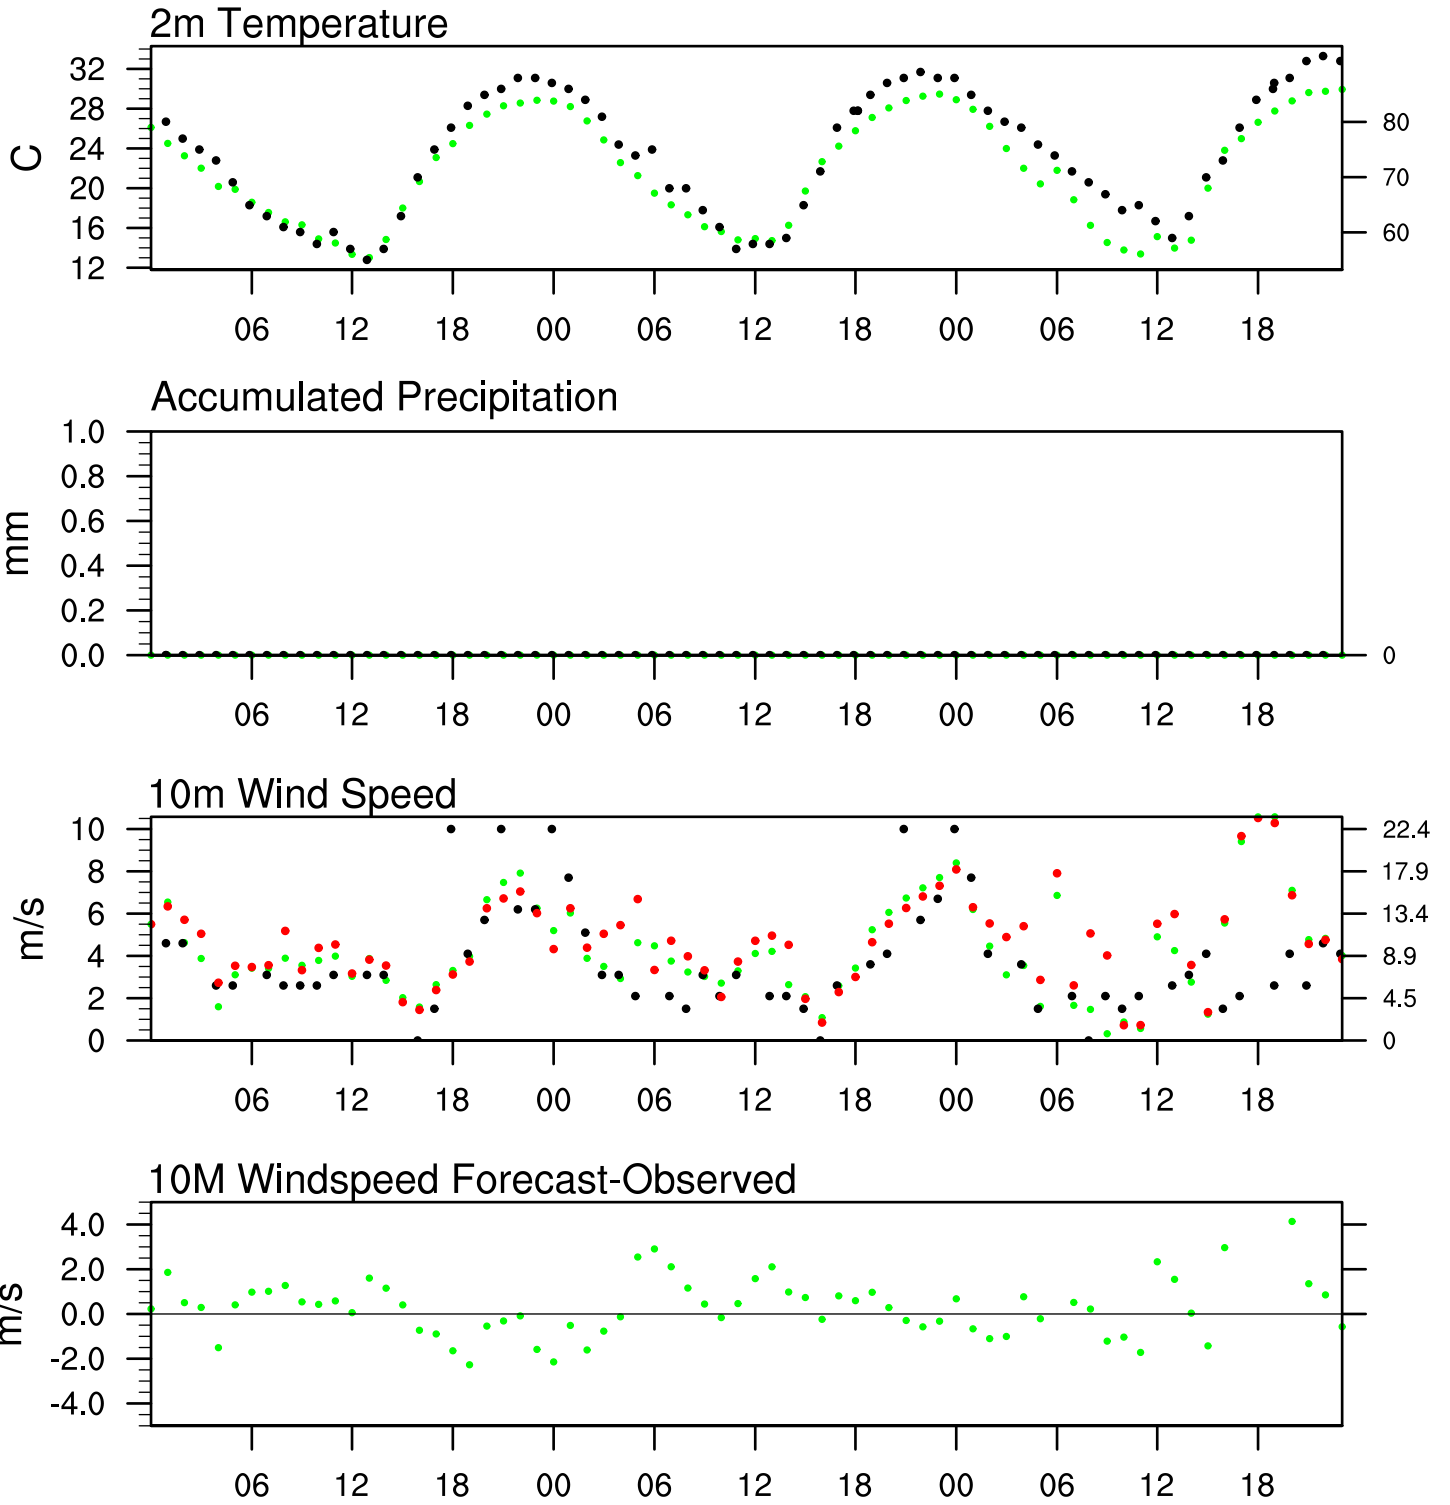 2m Temperature
32
28
24
20
16
12
C
80
70
60
06 12 18 00 06 12 18 00 06 12 18
Accumulated Precipitation
1.0
0.8
0.6
0.4
0.2
0.0
mm
0
06 12 18 00 06 12 18 00 06 12 18
10m Wind Speed
10
8
6
4
2
0
m/s
22.4
17.9
13.4
8.9
4.5
0
06 12 18 00 06 12 18 00 06 12 18
10M Windspeed Forecast-Observed
4.0
2.0
0.0
-2.0
-4.0
m/s
06 12 18 00 06 12 18 00 06 12 18